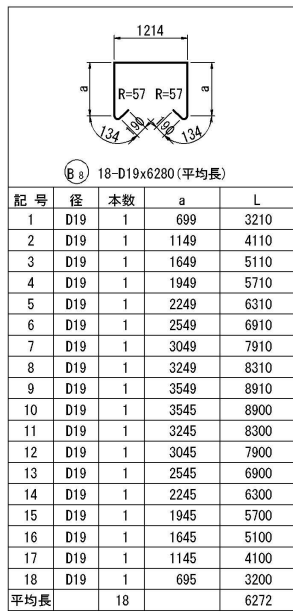 1214
a
a
R=57 R=57
134
190
190
134
B8 18-D19x6280(平均長)
記 号 径 本数 a L
1 D19 1 699 3210
2 D19 1 1149 4110
3 D19 1 1649 5110
4 D19 1 1949 5710
5 D19 1 2249 6310
6 D19 1 2549 6910
7 D19 1 3049 7910
8 D19 1 3249 8310
9 D19 1 3549 8910
10 D19 1 3545 8900
11 D19 1 3245 8300
12 D19 1 3045 7900
13 D19 1 2545 6900
14 D19 1 2245 6300
15 D19 1 1945 5700
16 D19 1 1645 5100
17 D19 1 1145 4100
18 D19 1 695 3200
平均長 18 6272